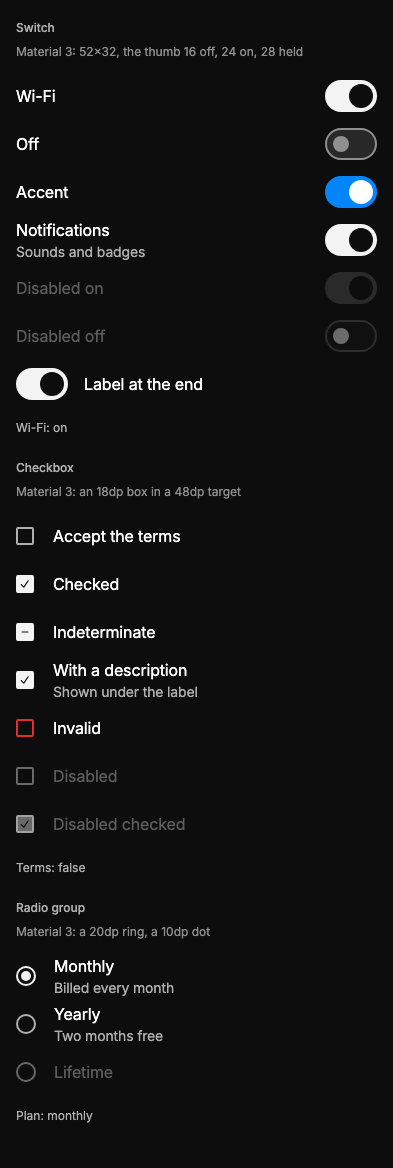 Switch
Material 3: 52×32, the thumb 16 off, 24 on, 28 held
Wi-Fi
Off
Accent
Notifications
Sounds and badges
Disabled on
Disabled off
Label at the end
Wi-Fi: on
Checkbox
Material 3: an 18dp box in a 48dp target
Accept the terms
Checked
Indeterminate
With a description
Shown under the label
Invalid
Disabled
Disabled checked
Terms: false
Radio group
Material 3: a 20dp ring, a 10dp dot
Monthly
Billed every month
Yearly
Two months free
Lifetime
Plan: monthly